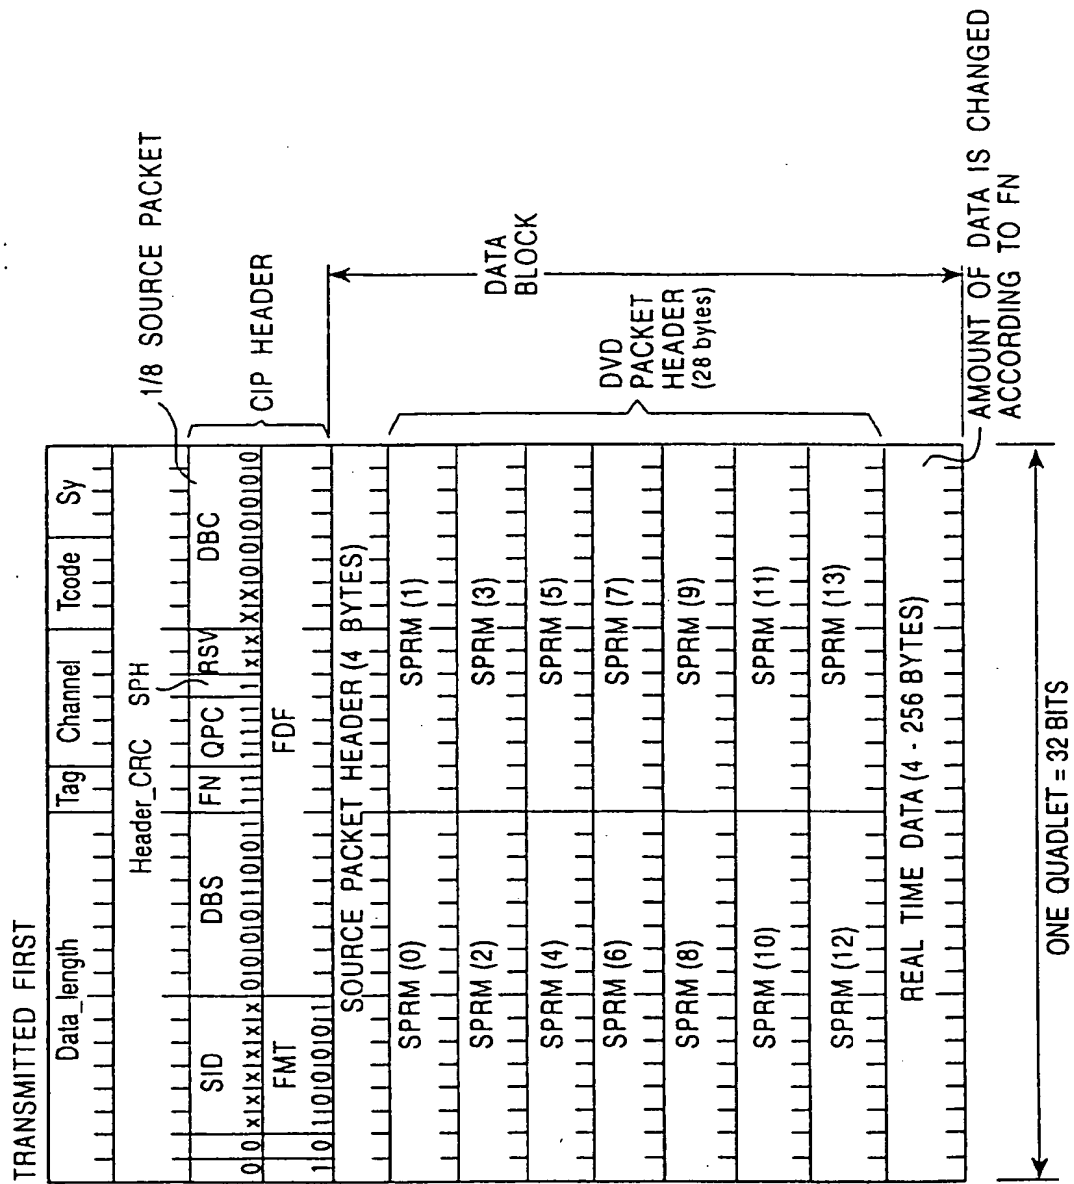 TRANSMITTED FIRST
Data_length Tag Channel Tcode Sy
Header_CRC
SPH
1/8 SOURCE PACKET
SID DBS FN QPC RSV DBC
CIP HEADER
FMT FDF
SOURCE PACKET HEADER (4 BYTES)
SPRM (0) SPRM (1)
SPRM (2) SPRM (3)
SPRM (4) SPRM (5)
SPRM (6) SPRM (7)
SPRM (8) SPRM (9)
SPRM (10) SPRM (11)
SPRM (12) SPRM (13)
DVD
PACKET
HEADER
(28 bytes)
DATA
BLOCK
REAL TIME DATA (4 - 256 BYTES)
AMOUNT OF DATA IS CHANGED
ACCORDING TO FN
ONE QUADLET = 32 BITS